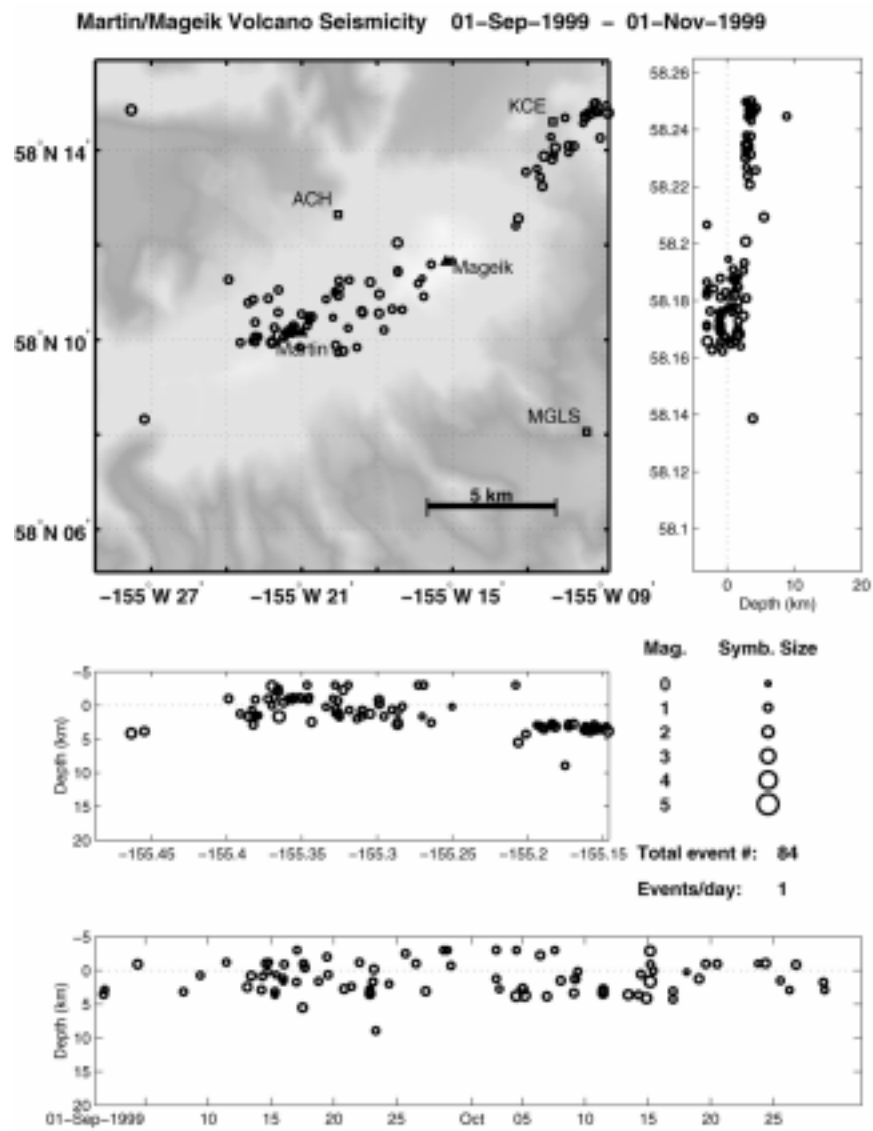 Martin/Mageik Volcano Seismicity 01-Sep-1999 - 01-Nov-1999
58° N 14'
58° N 10'
58° N 06'
KCE
ACH
Mageik
Martin
MGLS
5 km
-155° W 27'
-155° W 21'
-155° W 15'
-155° W 09'
58.26
58.24
58.22
58.2
58.18
58.16
58.14
58.12
58.1
0 10 20
Depth (km)
-5
0
5
10
15
20
Depth (km)
-155.45 -155.4 -155.35 -155.3 -155.25 -155.2 -155.15
Mag. Symb. Size
0
1
2
3
4
5
Total event #: 84
Events/day: 1
-5
0
5
10
15
20
Depth (km)
01-Sep-1999 10 15 20 25 Oct 05 10 15 20 25